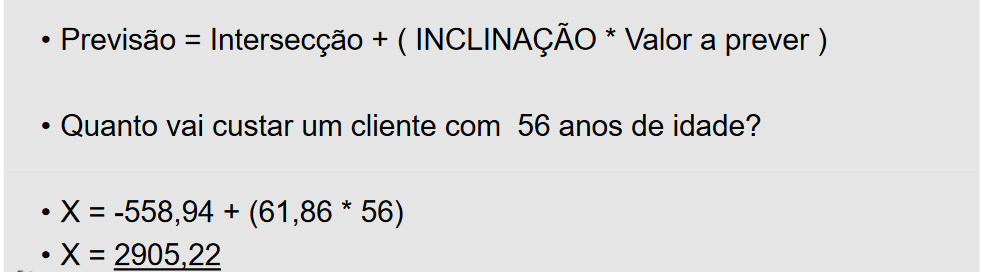 • Previsão = Intersecção + ( INCLINAÇÃO * Valor a prever )
• Quanto vai custar um cliente com  56 anos de idade?
• X = -558,94 + (61,86 * 56)
• X = 2905,22